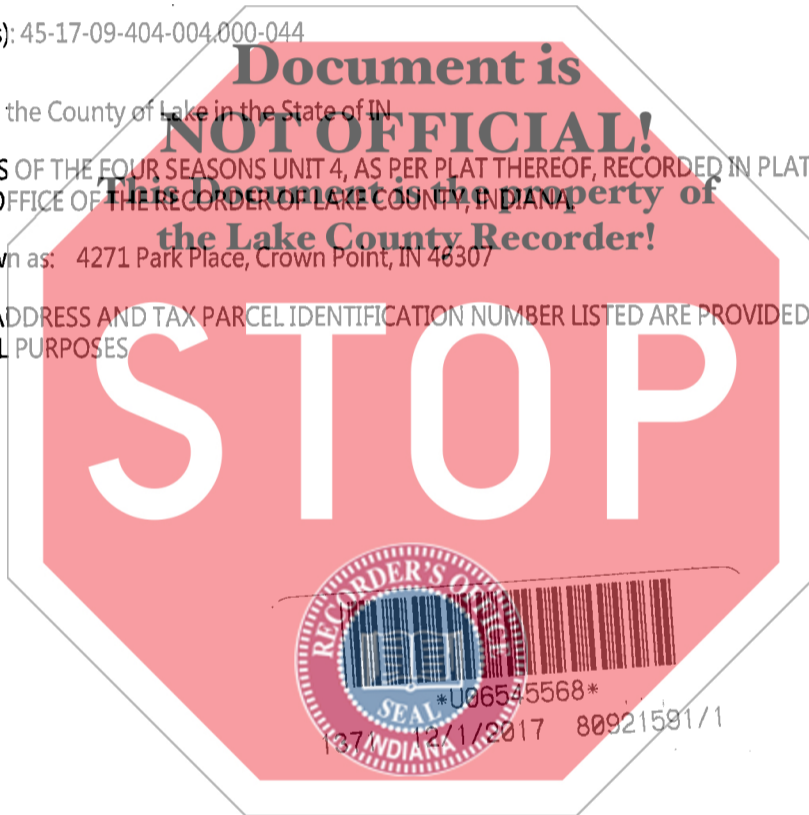 s): 45-17-09-404-004.000-044
Document is
the County of Lake in the State of IN
NOT OFFICIAL!
S OF THE FOUR SEASONS UNIT 4, AS PER PLAT THEREOF, RECORDED IN PLAT
This Document is the property of
OFFICE OF THE RECORDER OF LAKE COUNTY, INDIANA.
the Lake County Recorder!
wn as: 4271 Park Place, Crown Point, IN 46307
ADDRESS AND TAX PARCEL IDENTIFICATION NUMBER LISTED ARE PROVIDED
L PURPOSES
STOP
RECORDER'S OFFICE
SEAL
INDIANA
*U06545568*
1371 12/1/2017 80921591/1